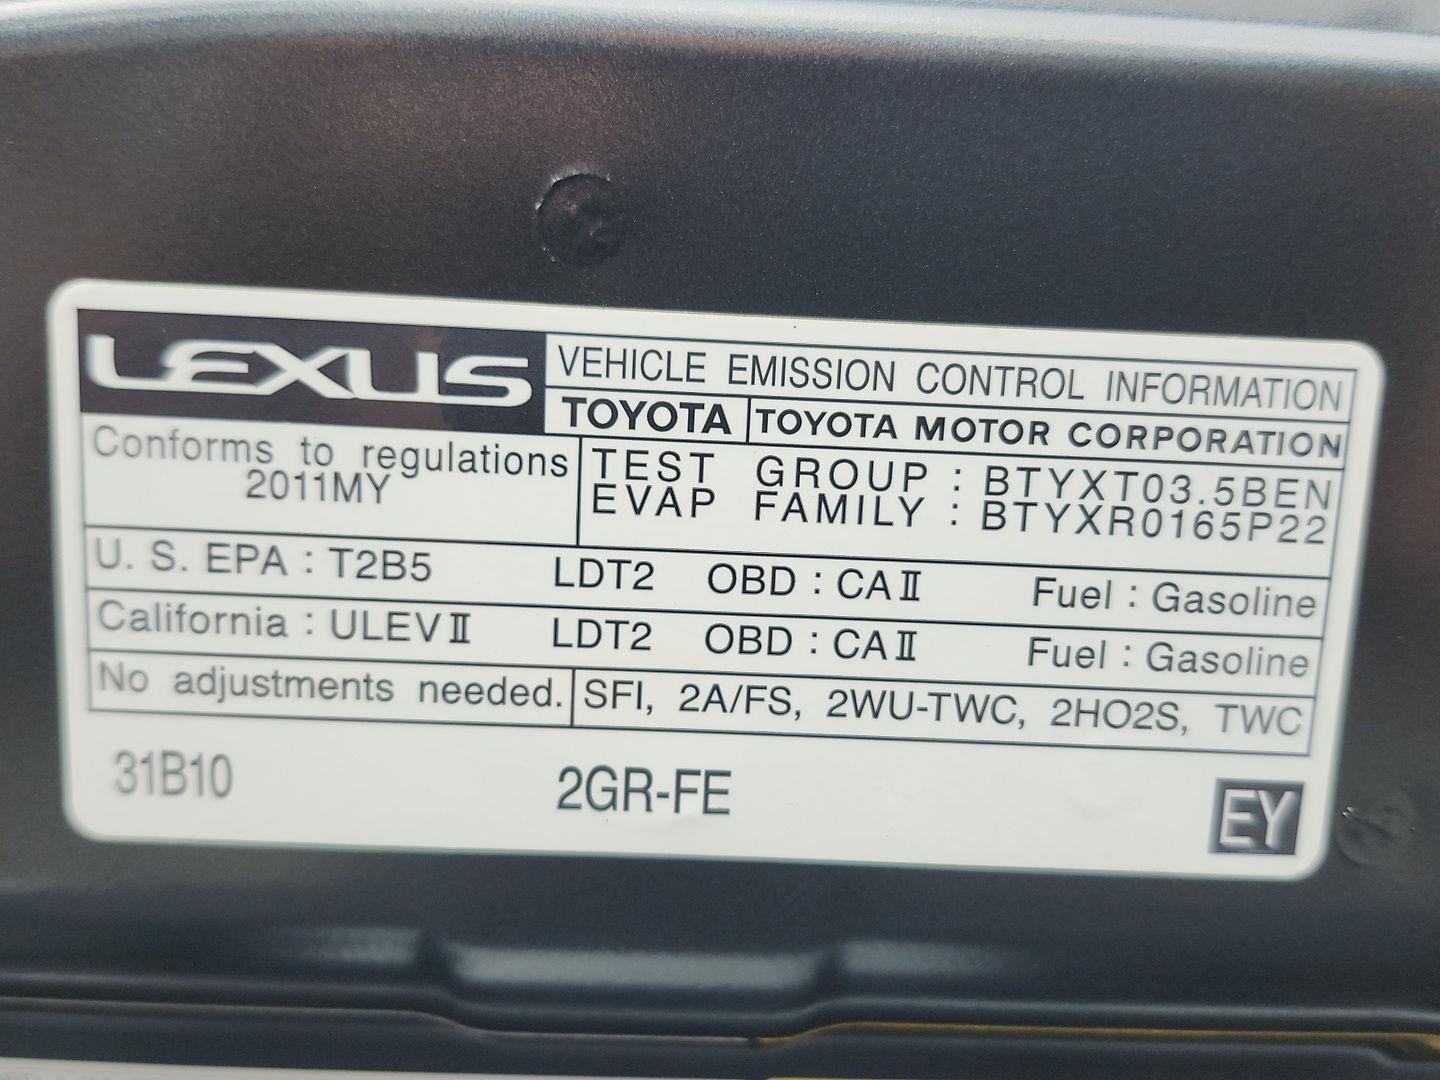 LEXUS VEHICLE EMISSION CONTROL INFORMATION
TOYOTA TOYOTA MOTOR CORPORATION
Conforms to regulations
2011MY
TEST GROUP : BTYXT03.5BEN
EVAP FAMILY : BTYXR0165P22
U. S. EPA : T2B5 LDT2 OBD : CAⅡ Fuel : Gasoline
California : ULEVⅡ LDT2 OBD : CAⅡ Fuel : Gasoline
No adjustments needed. SFI, 2A/FS, 2WU-TWC, 2HO2S, TWC
31B10 2GR-FE EY